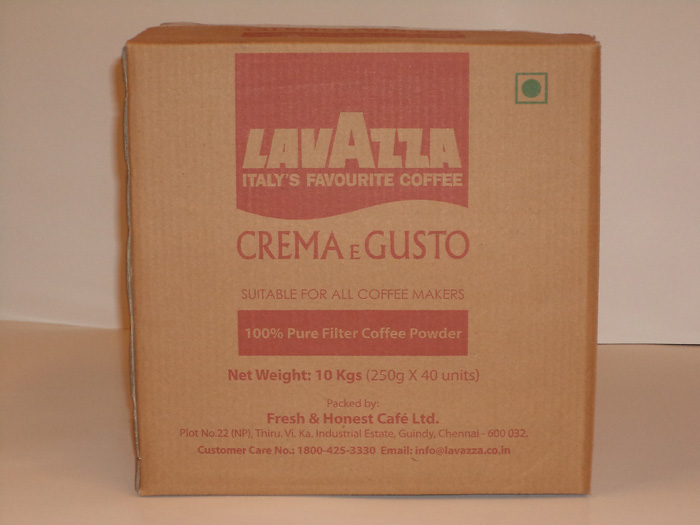 LAVAZZA
ITALY'S FAVOURITE COFFEE
CREMA E GUSTO
SUITABLE FOR ALL COFFEE MAKERS
100% Pure Filter Coffee Powder
Net Weight: 10 Kgs (250g X 40 units)
Packed by:
Fresh & Honest Café Ltd.
Plot No.22 (NP), Thiru. Vi. Ka. Industrial Estate, Guindy, Chennai - 600 032.
Customer Care No.: 1800-425-3330 Email: info@lavazza.co.in